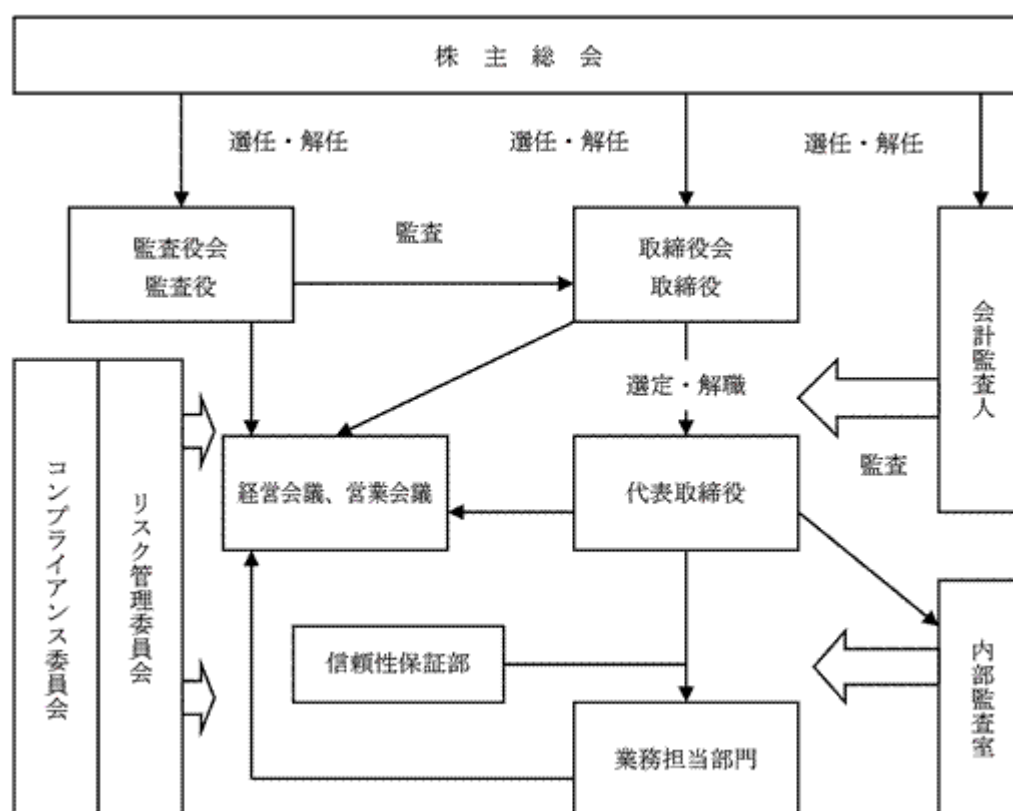 株主総会
選任・解任
選任・解任
選任・解任
監査役会
監査役
監査
取締役会
取締役
会計監査人
選定・解職
監査
コンプライアンス委員会
リスク管理委員会
経営会議、営業会議
代表取締役
信頼性保証部
内部監査室
業務担当部門